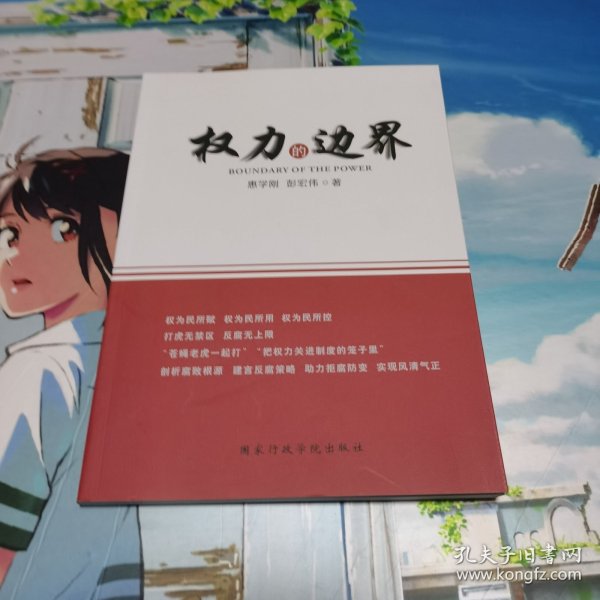 权力的边界
BOUNDARY OF THE POWER
惠学刚 彭宏伟 ◎ 著
权为民所赋 权为民所用 权为民所控
打虎无禁区 反腐无上限
“苍蝇老虎一起打” “把权力关进制度的笼子里”
剖析腐败根源 建言反腐策略 助力拒腐防变 实现风清气正
国家行政学院出版社
孔夫子旧书网
www.kongfz.com